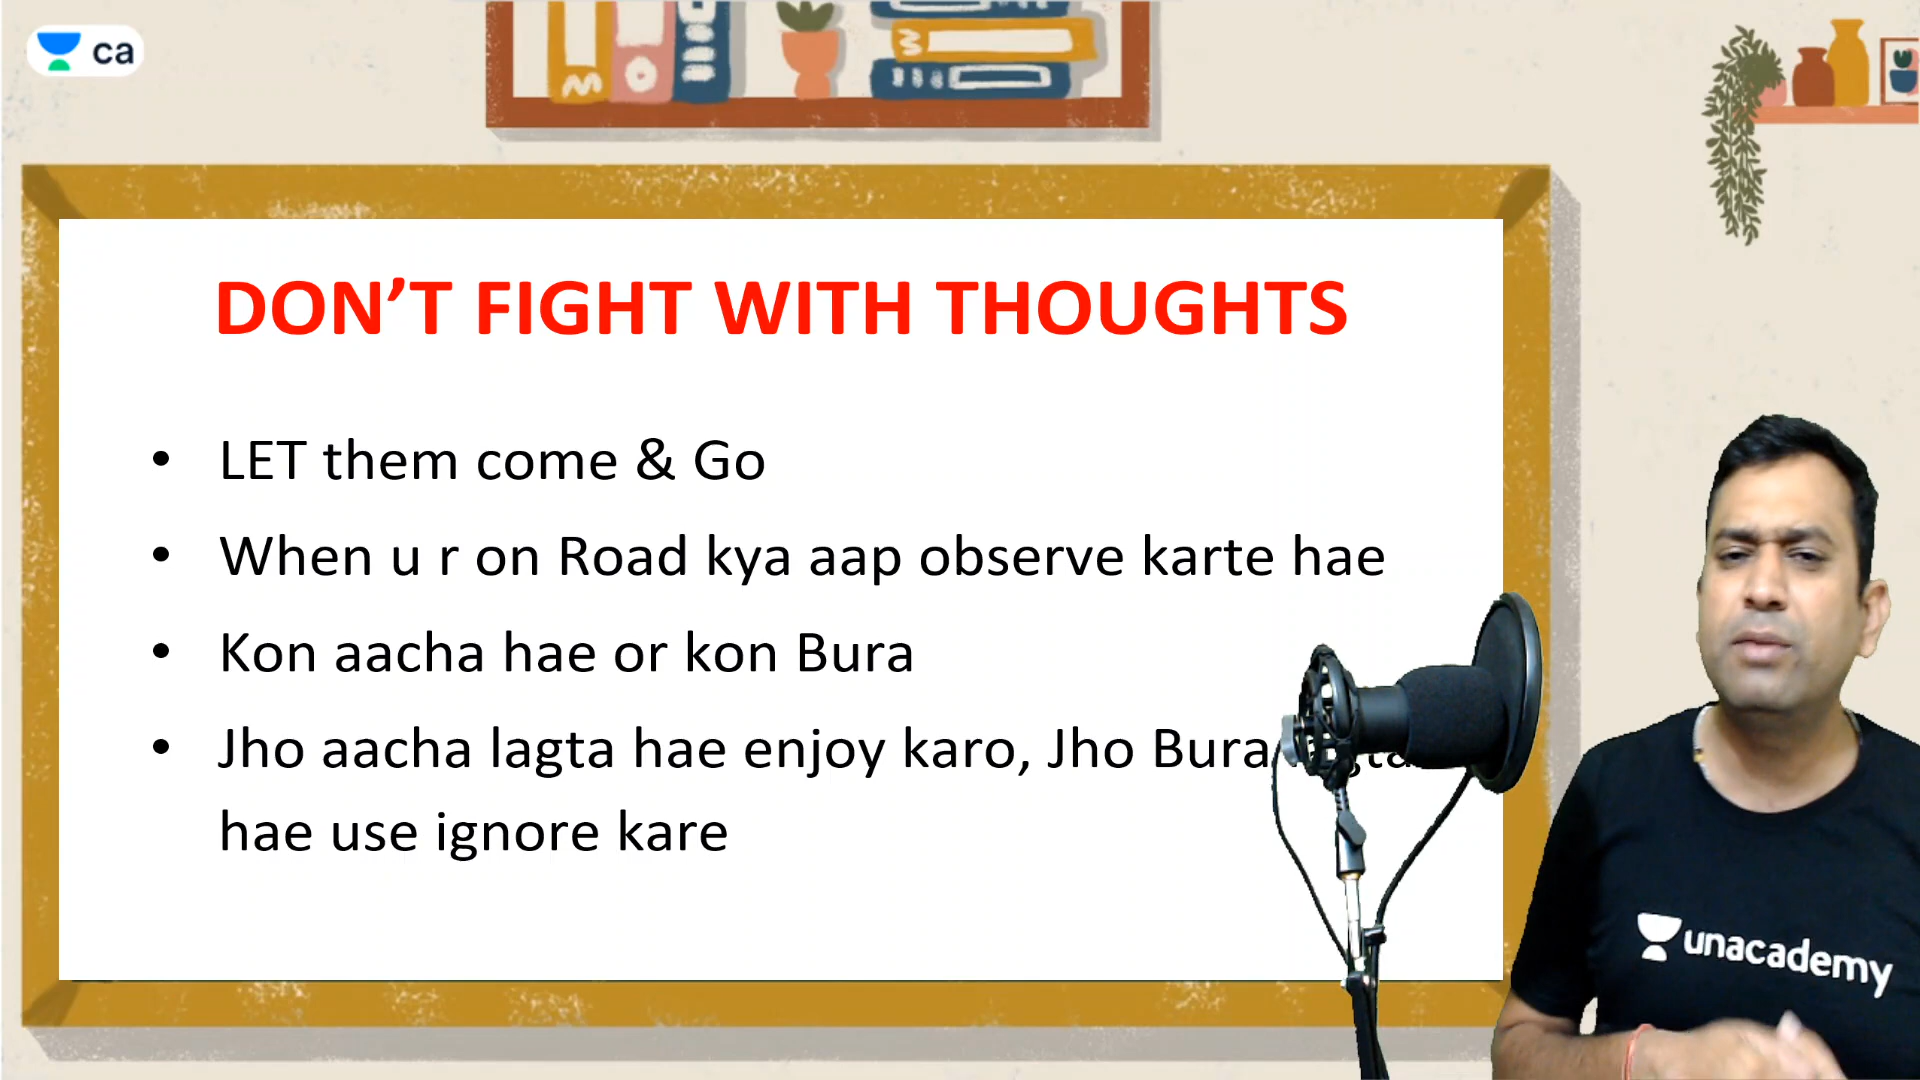 ca
DON’T FIGHT WITH THOUGHTS
• LET them come & Go
• When u r on Road kya aap observe karte hae
• Kon aacha hae or kon Bura
• Jho aacha lagta hae enjoy karo, Jho Bura
hae use ignore kare
unacademy